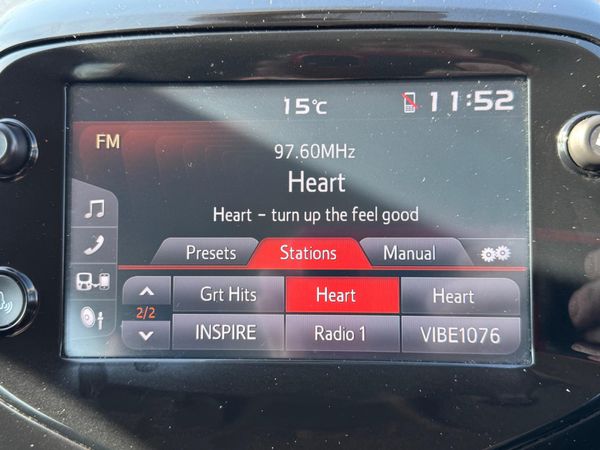 15°C 11:52
FM
97.60MHz
Heart
Heart - turn up the feel good
Presets Stations Manual
Grt Hits Heart Heart
2/2
INSPIRE Radio 1 VIBE1076